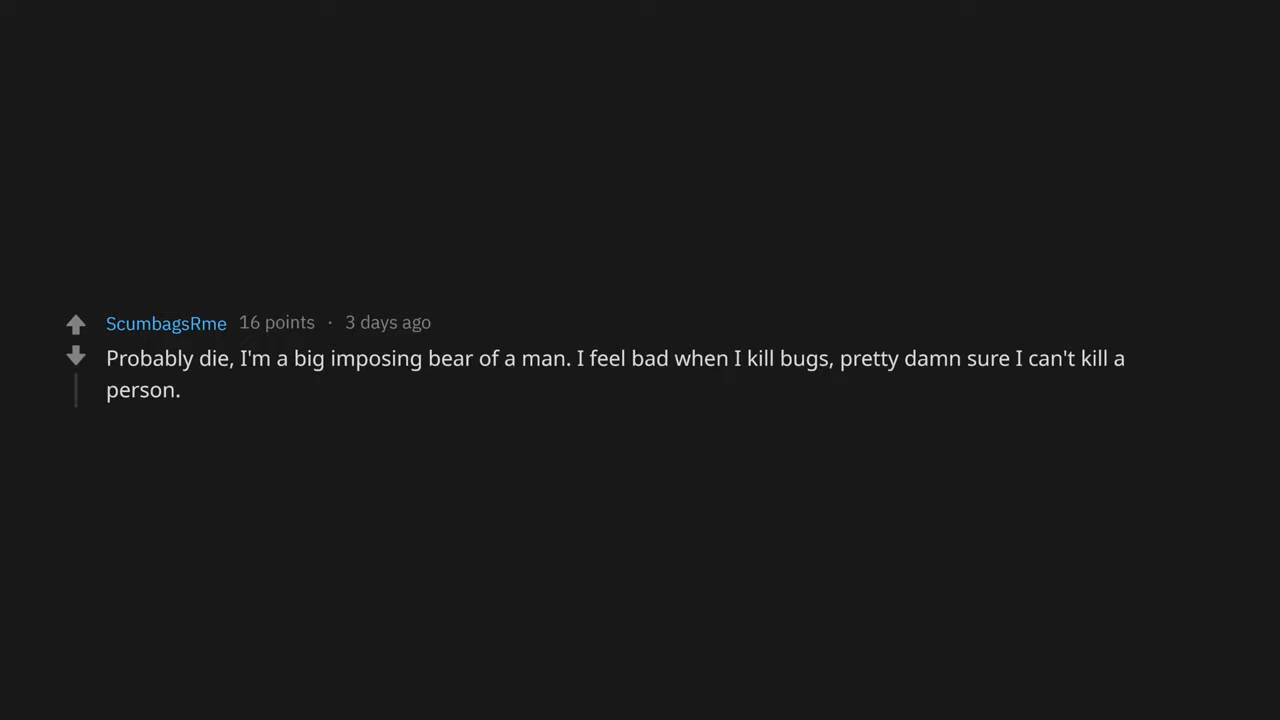 ScumbagsRme 16 points · 3 days ago
Probably die, I'm a big imposing bear of a man. I feel bad when I kill bugs, pretty damn sure I can't kill a
person.